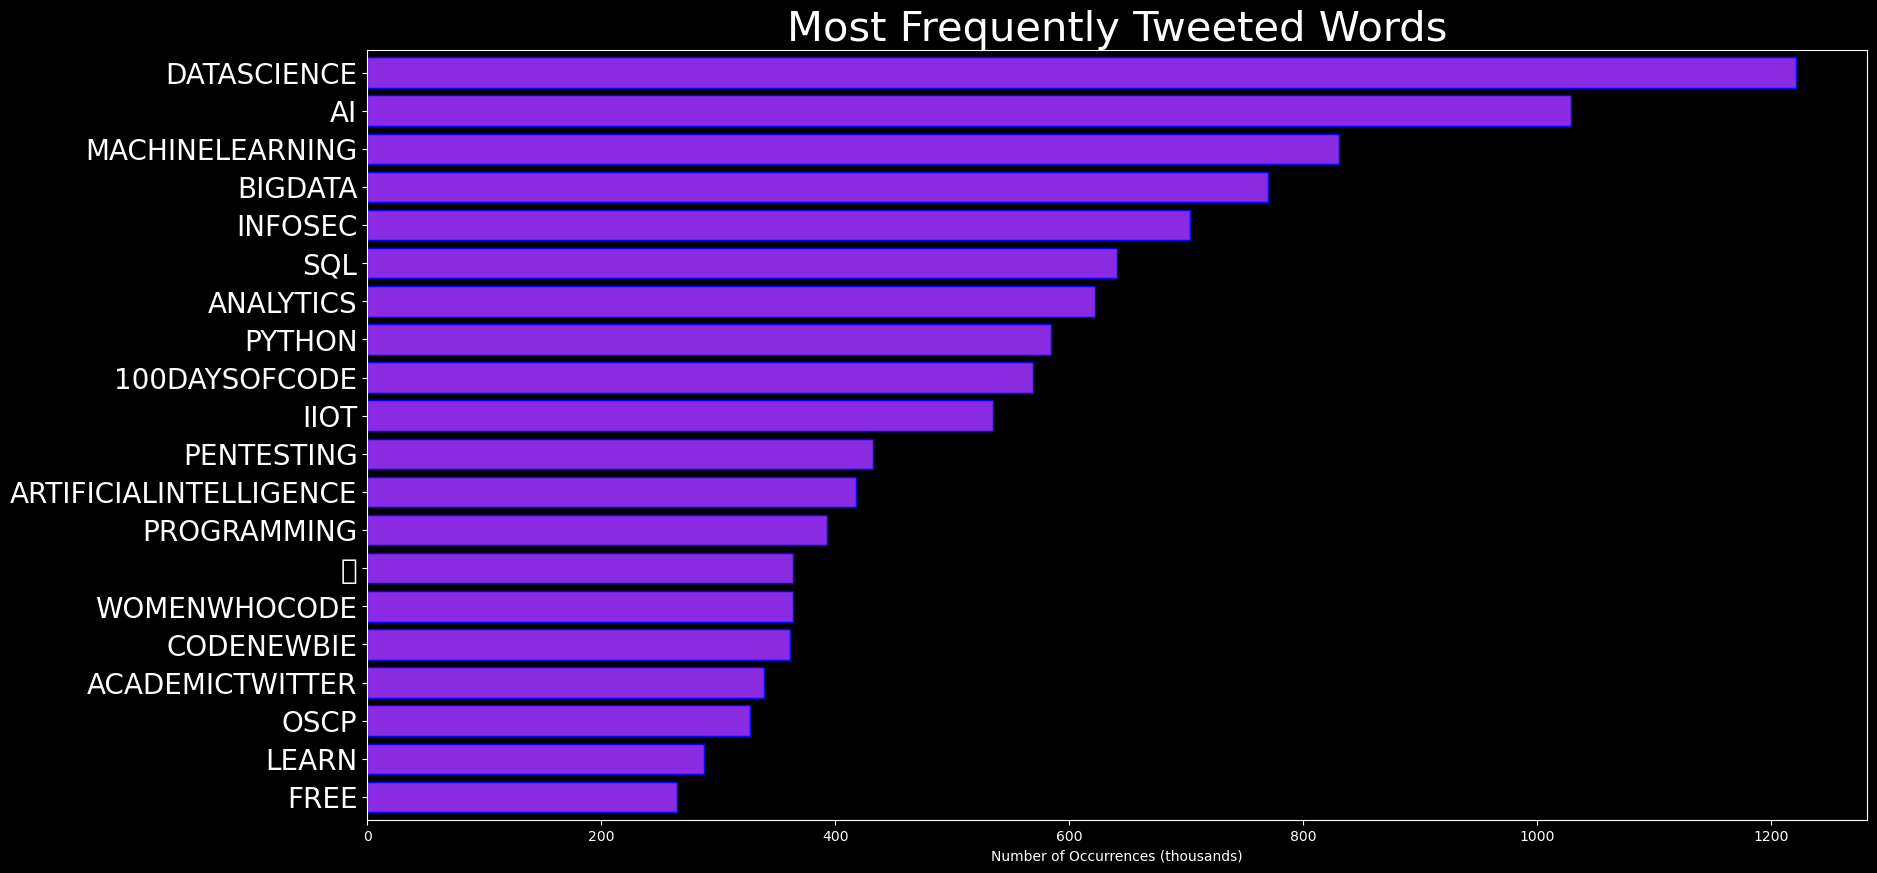 Most Frequently Tweeted Words
DATASCIENCE
AI
MACHINELEARNING
BIGDATA
INFOSEC
SQL
ANALYTICS
PYTHON
100DAYSOFCODE
IIOT
PENTESTING
ARTIFICIALINTELLIGENCE
PROGRAMMING
WOMENWHOCODE
CODENEWBIE
ACADEMICTWITTER
OSCP
LEARN
FREE
0 200 400 600 800 1000 1200
Number of Occurrences (thousands)